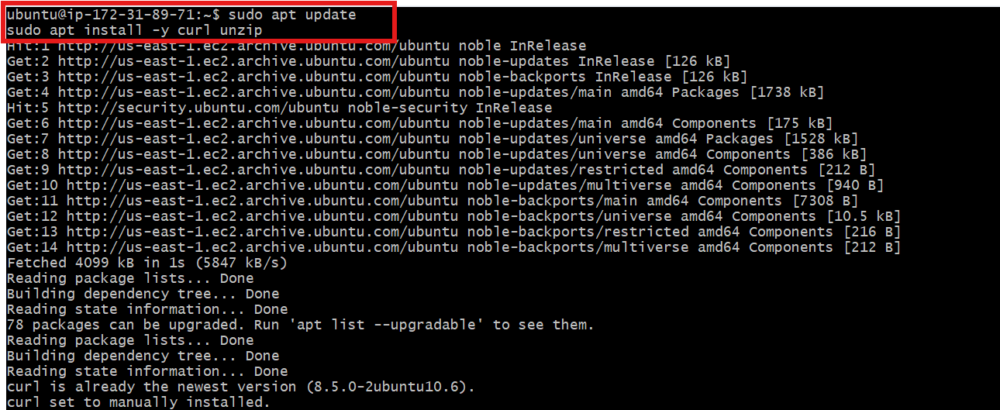 ubuntu@ip-172-31-89-71:~$ sudo apt update
sudo apt install -y curl unzip
Hit:1 http://us-east-1.ec2.archive.ubuntu.com/ubuntu noble InRelease
Get:2 http://us-east-1.ec2.archive.ubuntu.com/ubuntu noble-updates InRelease [126 kB]
Get:3 http://us-east-1.ec2.archive.ubuntu.com/ubuntu noble-backports InRelease [126 kB]
Get:4 http://us-east-1.ec2.archive.ubuntu.com/ubuntu noble-updates/main amd64 Packages [1738 kB]
Hit:5 http://security.ubuntu.com/ubuntu noble-security InRelease
Get:6 http://us-east-1.ec2.archive.ubuntu.com/ubuntu noble-updates/main amd64 Components [175 kB]
Get:7 http://us-east-1.ec2.archive.ubuntu.com/ubuntu noble-updates/universe amd64 Packages [1528 kB]
Get:8 http://us-east-1.ec2.archive.ubuntu.com/ubuntu noble-updates/universe amd64 Components [386 kB]
Get:9 http://us-east-1.ec2.archive.ubuntu.com/ubuntu noble-updates/restricted amd64 Components [212 B]
Get:10 http://us-east-1.ec2.archive.ubuntu.com/ubuntu noble-updates/multiverse amd64 Components [940 B]
Get:11 http://us-east-1.ec2.archive.ubuntu.com/ubuntu noble-backports/main amd64 Components [7308 B]
Get:12 http://us-east-1.ec2.archive.ubuntu.com/ubuntu noble-backports/universe amd64 Components [10.5 kB]
Get:13 http://us-east-1.ec2.archive.ubuntu.com/ubuntu noble-backports/restricted amd64 Components [216 B]
Get:14 http://us-east-1.ec2.archive.ubuntu.com/ubuntu noble-backports/multiverse amd64 Components [212 B]
Fetched 4099 kB in 1s (5847 kB/s)
Reading package lists... Done
Building dependency tree... Done
Reading state information... Done
78 packages can be upgraded. Run 'apt list --upgradable' to see them.
Reading package lists... Done
Building dependency tree... Done
Reading state information... Done
curl is already the newest version (8.5.0-2ubuntu10.6).
curl set to manually installed.